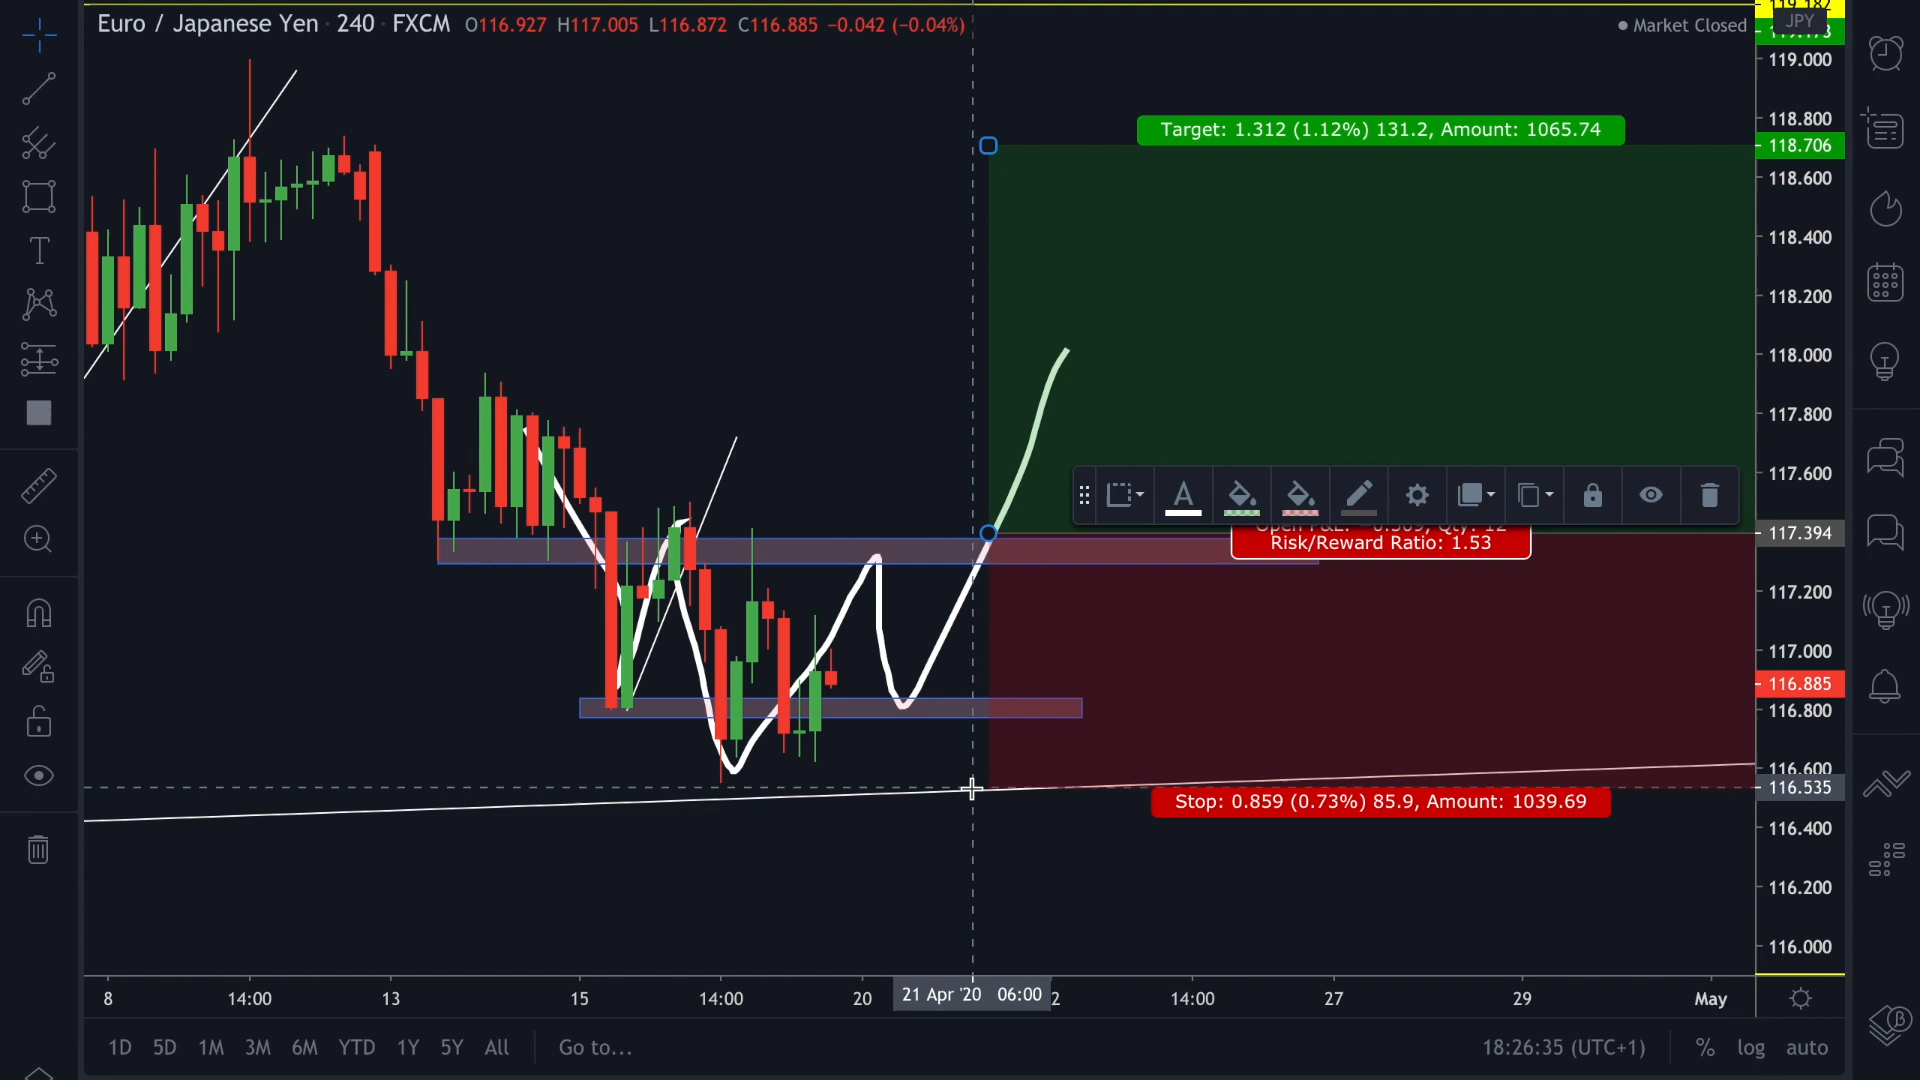 Euro / Japanese Yen · 240 · FXCM O116.927 H117.005 L116.872 C116.885 −0.042 (−0.04%)
Market Closed
JPY
119.000
118.800
118.706
118.600
118.400
118.200
118.000
117.800
117.600
117.394
117.200
117.000
116.885
116.800
116.600
116.535
116.400
116.200
116.000
Target: 1.312 (1.12%) 131.2, Amount: 1065.74
Risk/Reward Ratio: 1.53
Stop: 0.859 (0.73%) 85.9, Amount: 1039.69
8 14:00 13 15 14:00 20 21 Apr '20 06:00 2 14:00 27 29 May
1D 5D 1M 3M 6M YTD 1Y 5Y All Go to... 18:26:35 (UTC+1) % log auto